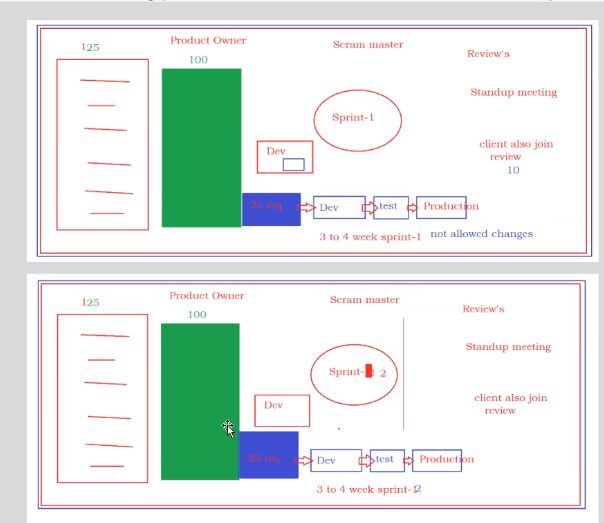 Product Owner
Scram master
125
100
Review's
Standup meeting
Sprint-1
client also join
review
10
Dev
25 req
Dev
test
Production
3 to 4 week sprint-1
not allowed changes
Product Owner
Scram master
125
100
Review's
Standup meeting
Sprint- 2
client also join
review
Dev
25 req
Dev
test
Production
3 to 4 week sprint-2